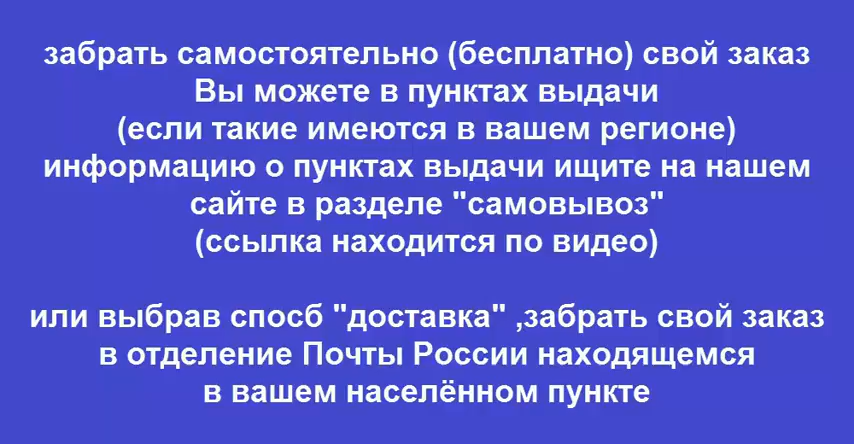 забрать самостоятельно (бесплатно) свой заказ
Вы можете в пунктах выдачи
(если такие имеются в вашем регионе)
информацию о пунктах выдачи ищите на нашем
сайте в разделе "самовывоз"
(ссылка находится по видео)
или выбрав спосб "доставка" ,забрать свой заказ
в отделение Почты России находящемся
в вашем населённом пункте